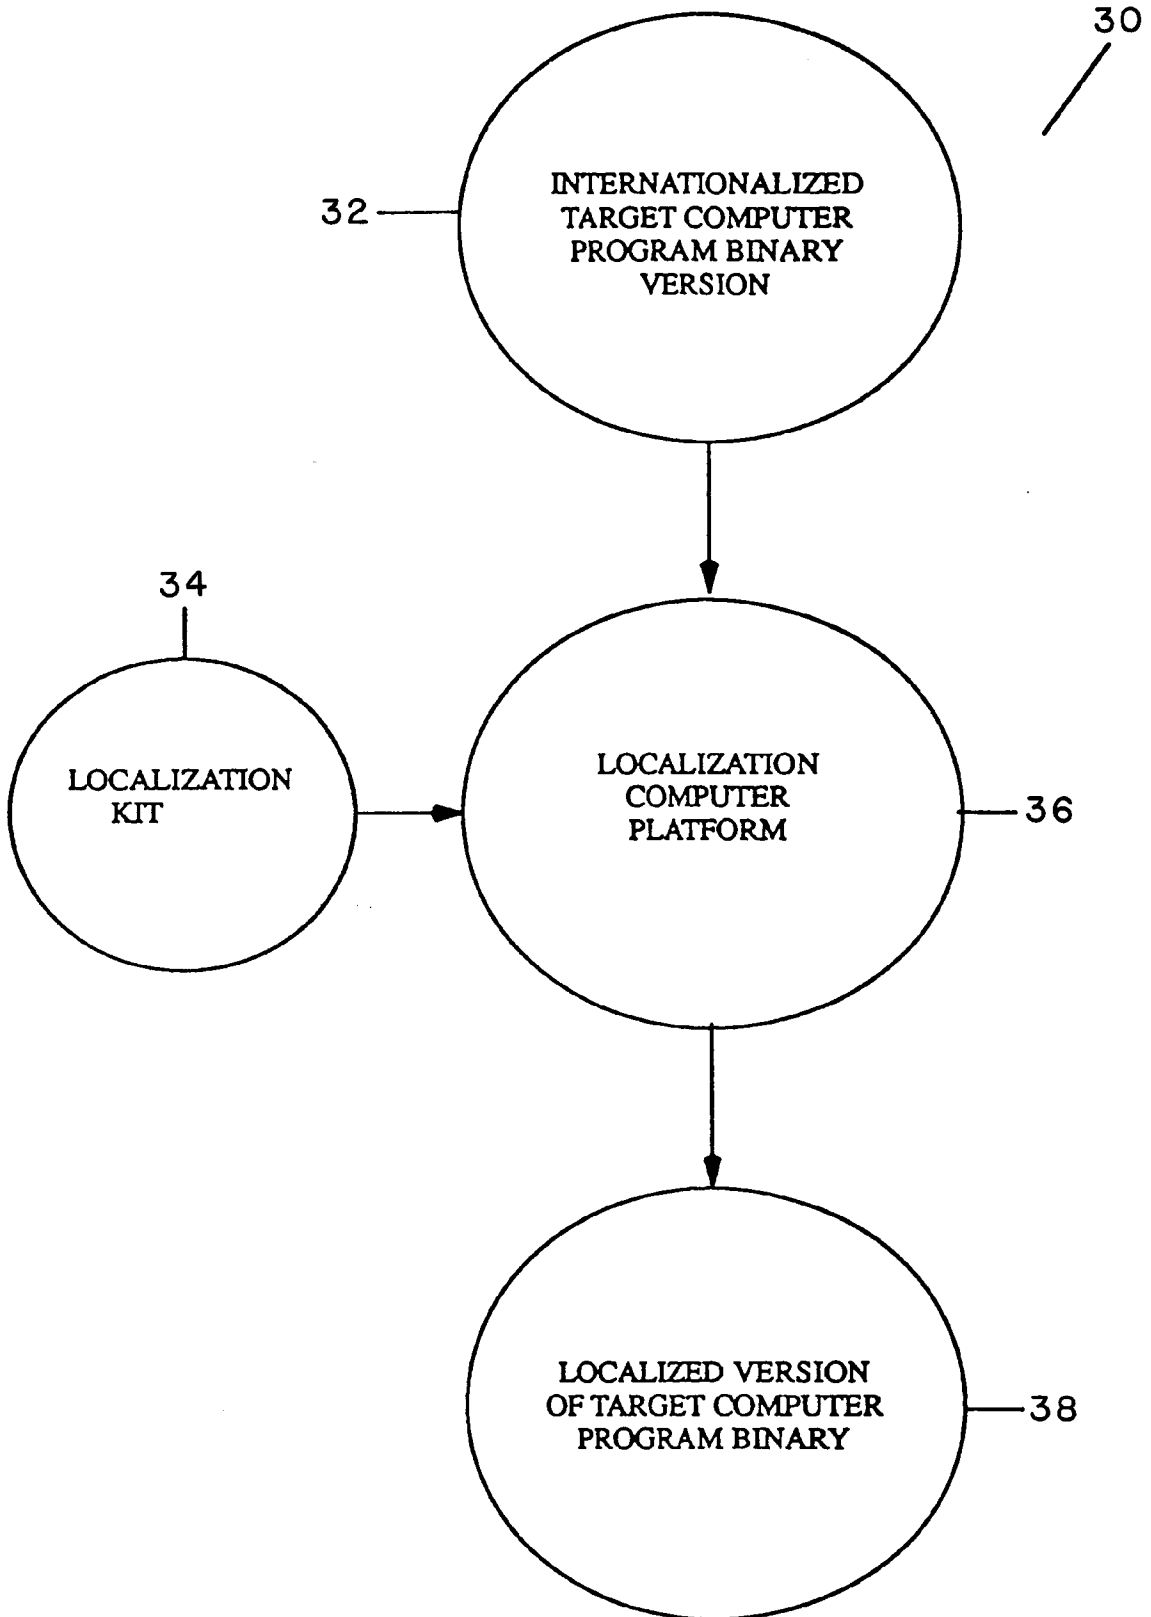 30
INTERNATIONALIZED
TARGET COMPUTER
PROGRAM BINARY
VERSION
32
34
LOCALIZATION
KIT
LOCALIZATION
COMPUTER
PLATFORM
36
LOCALIZED VERSION
OF TARGET COMPUTER
PROGRAM BINARY
38